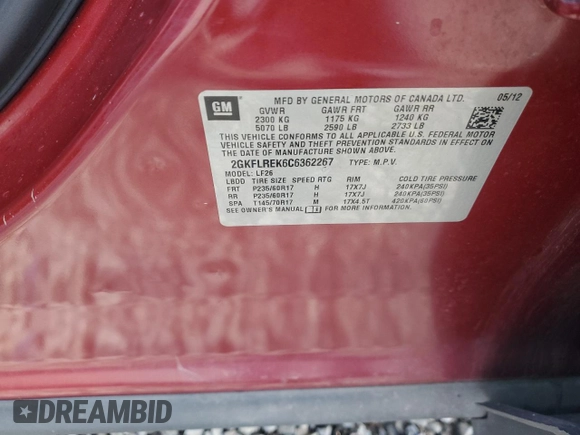 GM
MFD BY GENERAL MOTORS OF CANADA LTD. 05/12
GVWR GAWR FRT GAWR RR
2300 KG 1175 KG 1240 KG
5070 LB 2590 LB 2733 LB
THIS VEHICLE CONFORMS TO ALL APPLICABLE U.S. FEDERAL MOTOR
VEHICLE SAFETY AND THEFT PREVENTION STANDARDS IN EFFECT ON
THE DATE OF MANUFACTURE SHOWN ABOVE.
2GKFLREK6C6362267 TYPE: M.P.V.
MODEL: LF26
LBDD TIRE SIZE SPEED RTG RIM COLD TIRE PRESSURE
FRT P235/60R17 H 17X7J 240KPA(35PSI)
RR P235/60R17 H 17X7J 240KPA(35PSI)
SPA T145/70R17 M 17X4.5T 420KPA(60PSI)
SEE OWNER'S MANUAL FOR MORE INFORMATION.
DREAMBID